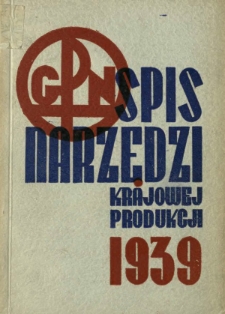 GPN
SPIS
NARZĘDZI
KRAJOWEJ
PRODUKCJI
1939